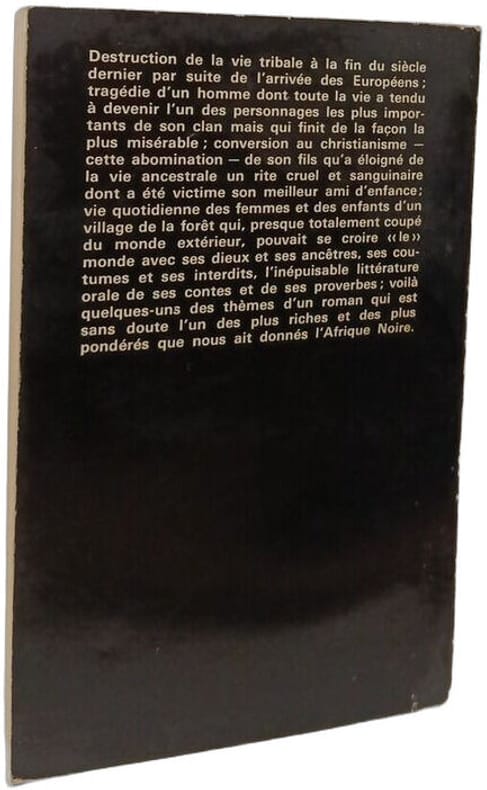 Destruction de la vie tribale à la fin du siècle
dernier par suite de l'arrivée des Européens ;
tragédie d'un homme dont toute la vie a tendu
à devenir l'un des personnages les plus impor-
tants de son clan mais qui finit de la façon la
plus misérable ; conversion au christianisme —
cette abomination — de son fils qu'a éloigné de
la vie ancestrale un rite cruel et sanguinaire
dont a été victime son meilleur ami d'enfance ;
vie quotidienne des femmes et des enfants d'un
village de la forêt qui, presque totalement coupé
du monde extérieur, pouvait se croire «le»
monde avec ses dieux et ses ancêtres, ses cou-
tumes et ses interdits, l'inépuisable littérature
orale de ses contes et de ses proverbes ; voilà
quelques-uns des thèmes d'un roman qui est
sans doute l'un des plus riches et des plus
pondérés que nous ait donnés l'Afrique Noire.